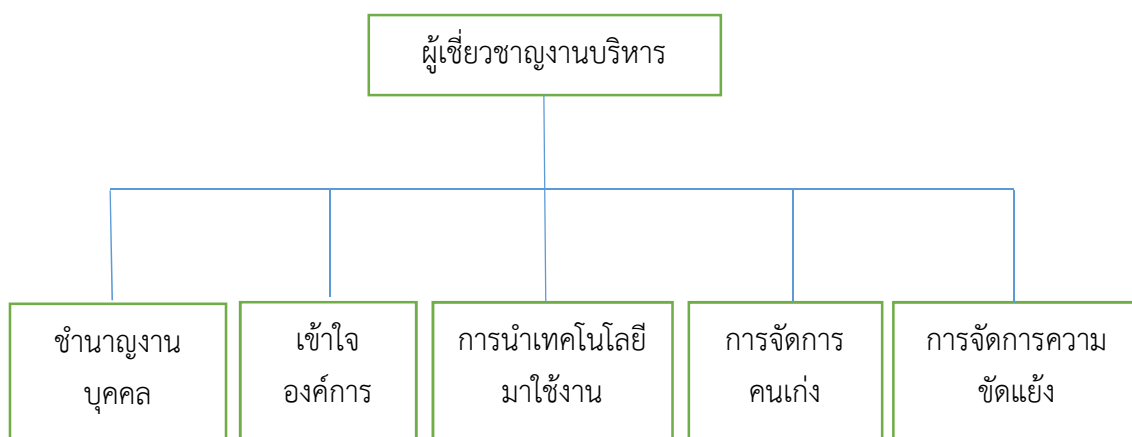 ผู้เชี่ยวชาญงานบริหาร
ชำนาญงาน
บุคคล
เข้าใจ
องค์การ
การนำเทคโนโลยี
มาใช้งาน
การจัดการ
คนเก่ง
การจัดการความ
ขัดแย้ง